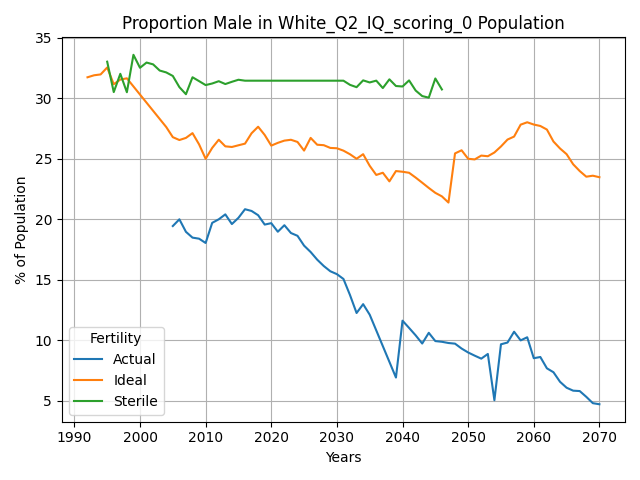 Proportion Male in White_Q2_IQ_scoring_0 Population
% of Population
35
30
25
20
15
10
5
Fertility
Actual
Ideal
Sterile
1990 2000 2010 2020 2030 2040 2050 2060 2070
Years